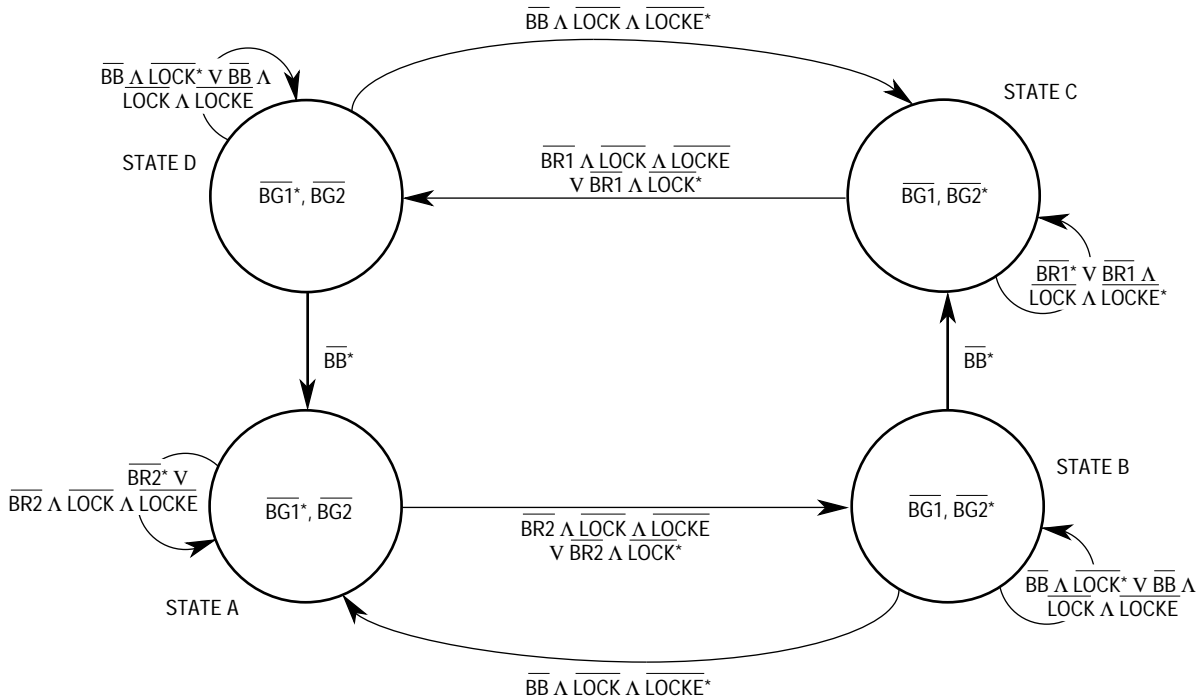 BB Λ LOCK Λ LOCKE*
BB Λ LOCK* V BB Λ
LOCK Λ LOCKE
STATE D
BG1*, BG2
BR1 Λ LOCK Λ LOCKE
V BR1 Λ LOCK*
STATE C
BG1, BG2*
BR1* V BR1 Λ
LOCK Λ LOCKE*
BB*
BB*
BR2* V
BR2 Λ LOCK Λ LOCKE
BG1*, BG2
STATE A
BR2 Λ LOCK Λ LOCKE
V BR2 Λ LOCK*
STATE B
BG1, BG2*
BB Λ LOCK* V BB Λ
LOCK Λ LOCKE
BB Λ LOCK Λ LOCKE*